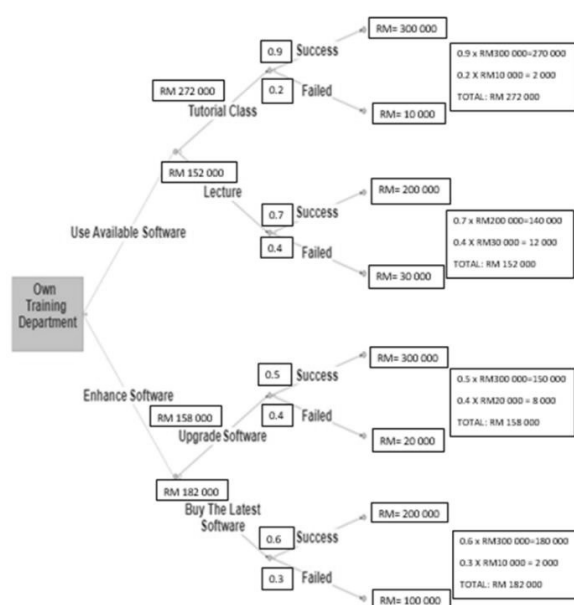 RM= 300 000
0.9
Success
0.9 x RM300 000=270 000
0.2 X RM10 000 = 2 000
TOTAL: RM 272 000
RM 272 000
0.2
Failed
Tutorial Class
RM= 10 000
RM 152 000
Lecture
RM= 200 000
0.7
Success
0.7 x RM200 000=140 000
0.4 X RM30 000 = 12 000
TOTAL: RM 152 000
Use Available Software
0.4
Failed
RM= 30 000
Own
Training
Department
RM= 300 000
0.5
Success
0.5 x RM300 000=150 000
0.4 X RM20 000 = 8 000
TOTAL: RM 158 000
Enhance Software
RM 158 000
0.4
Failed
Upgrade Software
RM= 20 000
RM 182 000
Buy The Latest
Software
RM= 200 000
0.6
Success
0.6 x RM300 000=180 000
0.3 X RM10 000 = 2 000
TOTAL: RM 182 000
0.3
Failed
RM= 100 000